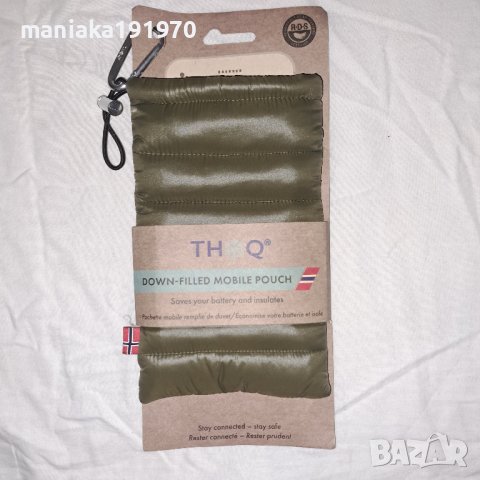 maniaka191970
R·D·S
TH Q®
DOWN-FILLED MOBILE POUCH
Saves your battery and insulates
Pochette mobile remplie de duvet/Économise votre batterie et isole
Stay connected – stay safe
Rester connecté – Rester prudent
BAZAR